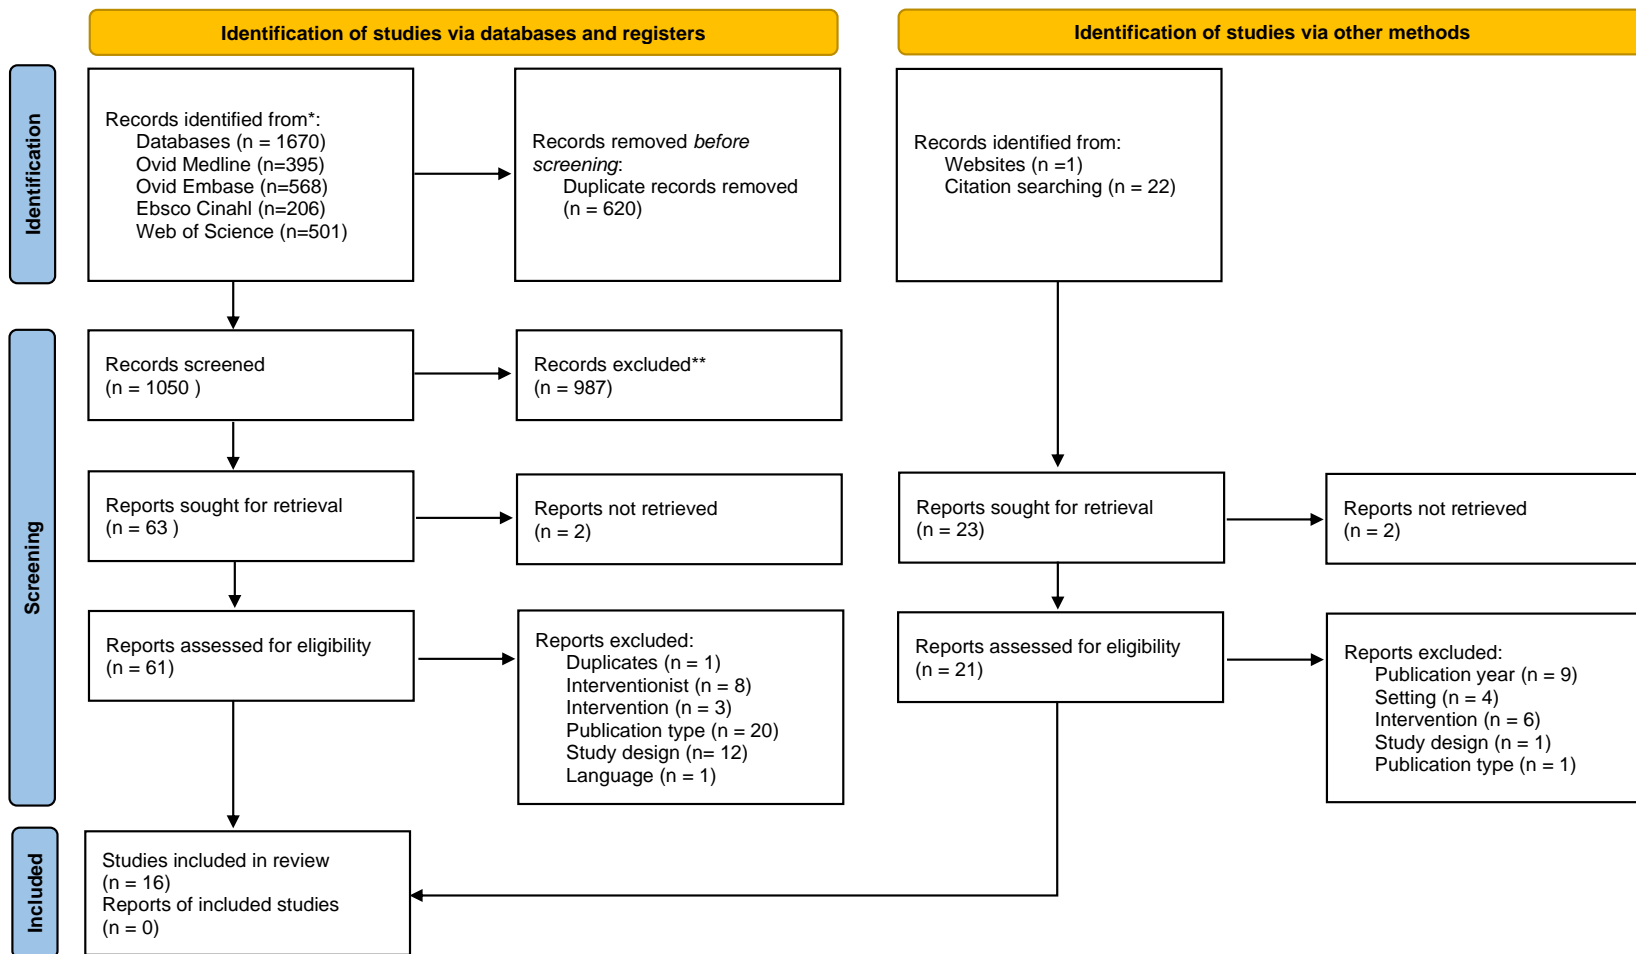 Identification of studies via databases and registers
Identification of studies via other methods
Identification
Records identified from*:
Databases (n = 1670)
Ovid Medline (n=395)
Ovid Embase (n=568)
Ebsco Cinahl (n=206)
Web of Science (n=501)
Records removed before
screening:
Duplicate records removed
(n = 620)
Records identified from:
Websites (n =1)
Citation searching (n = 22)
Screening
Records screened
(n = 1050 )
Records excluded**
(n = 987)
Reports sought for retrieval
(n = 63 )
Reports not retrieved
(n = 2)
Reports sought for retrieval
(n = 23)
Reports not retrieved
(n = 2)
Reports assessed for eligibility
(n = 61)
Reports excluded:
Duplicates (n = 1)
Interventionist (n = 8)
Intervention (n = 3)
Publication type (n = 20)
Study design (n= 12)
Language (n = 1)
Reports assessed for eligibility
(n = 21)
Reports excluded:
Publication year (n = 9)
Setting (n = 4)
Intervention (n = 6)
Study design (n = 1)
Publication type (n = 1)
Included
Studies included in review
(n = 16)
Reports of included studies
(n = 0)